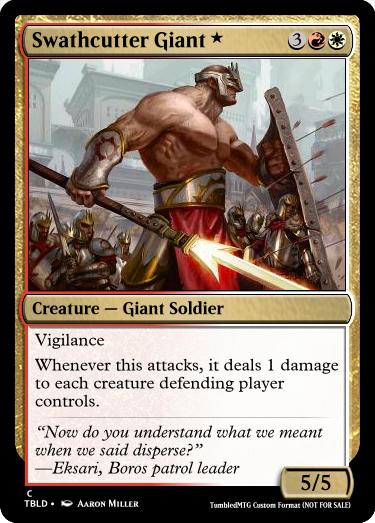 Swathcutter Giant ★ 3
Creature — Giant Soldier
Vigilance
Whenever this attacks, it deals 1 damage
to each creature defending player
controls.
“Now do you understand what we meant
when we said disperse?”
—Eksari, Boros patrol leader
5/5
C
TBLD • Aaron Miller
TumbledMTG Custom Format (NOT FOR SALE)